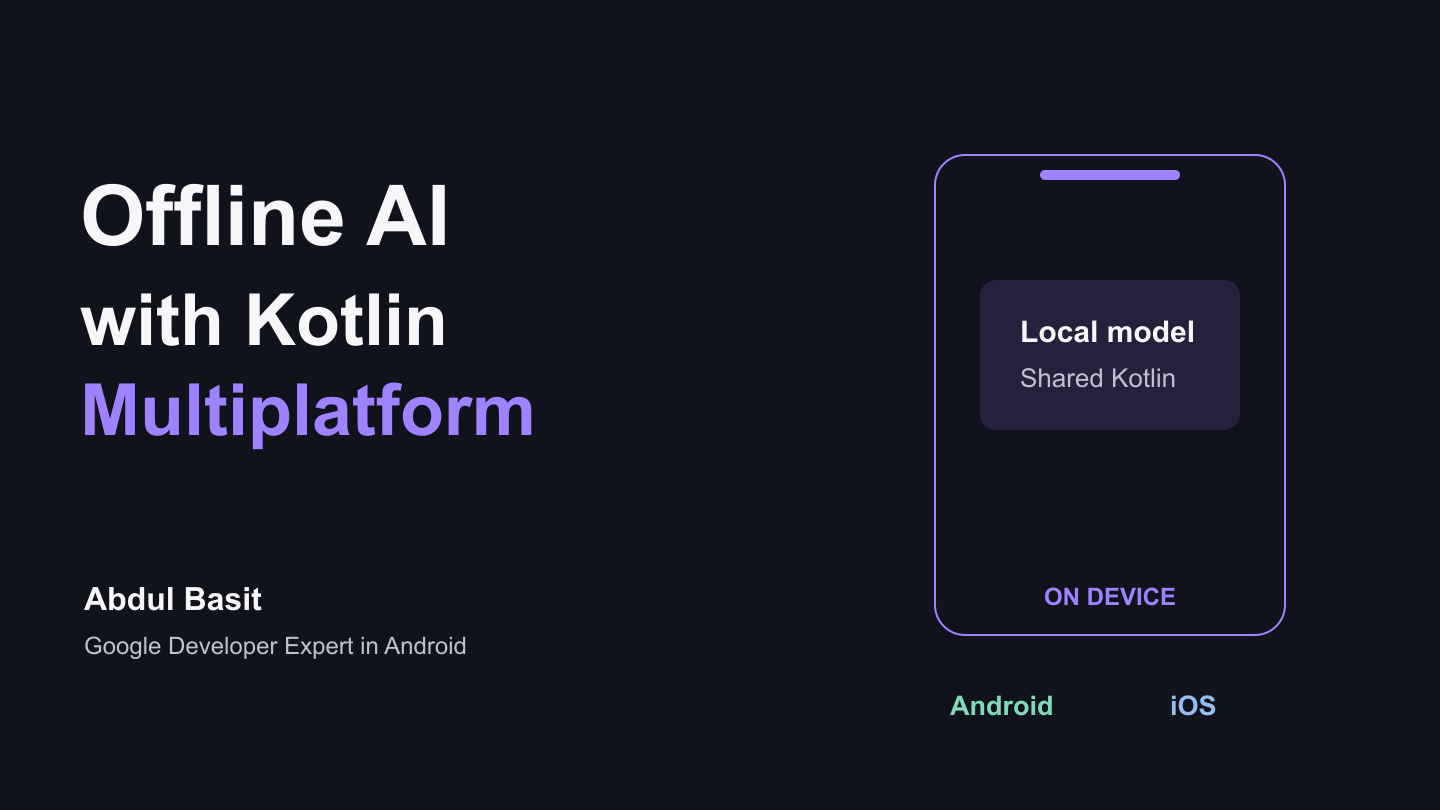 Offline AI
with Kotlin
Multiplatform
Abdul Basit
Google Developer Expert in Android
Local model
Shared Kotlin
ON DEVICE
Android
iOS